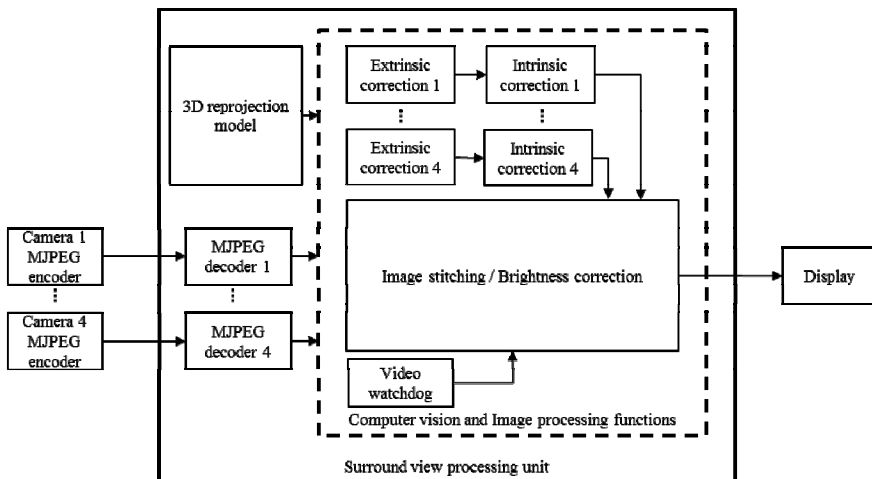 3D reprojection
model
Extrinsic
correction 1
Intrinsic
correction 1
Extrinsic
correction 4
Intrinsic
correction 4
Camera 1
MJPEG
encoder
MJPEG
decoder 1
Image stitching / Brightness correction
Display
Camera 4
MJPEG
encoder
MJPEG
decoder 4
Video
watchdog
Computer vision and Image processing functions
Surround view processing unit